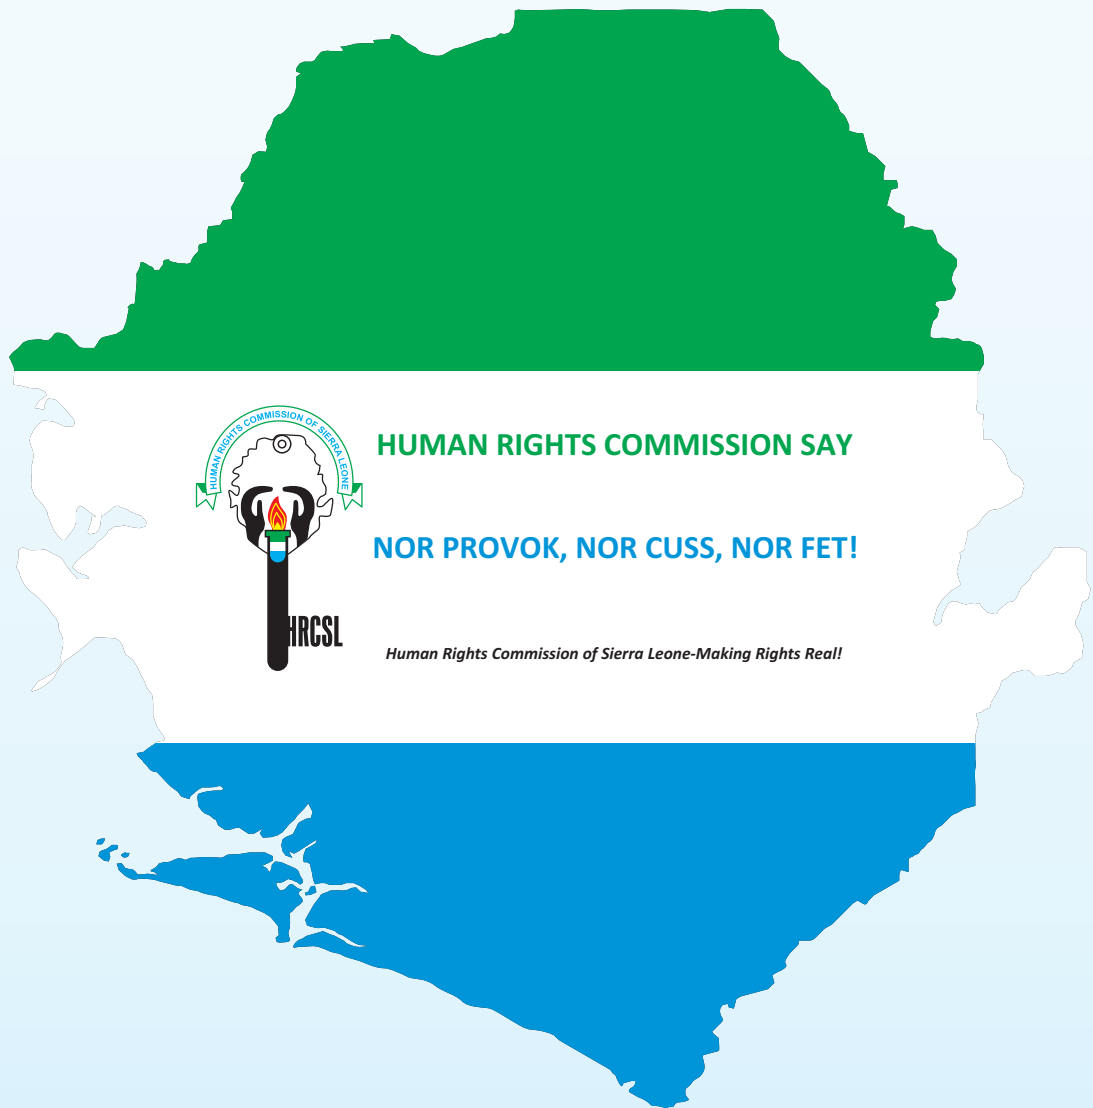 HUMAN RIGHTS COMMISSION OF SIERRA LEONE
HUMAN RIGHTS COMMISSION SAY
NOR PROVOK, NOR CUSS, NOR FET!
HRCSL
Human Rights Commission of Sierra Leone-Making Rights Real!